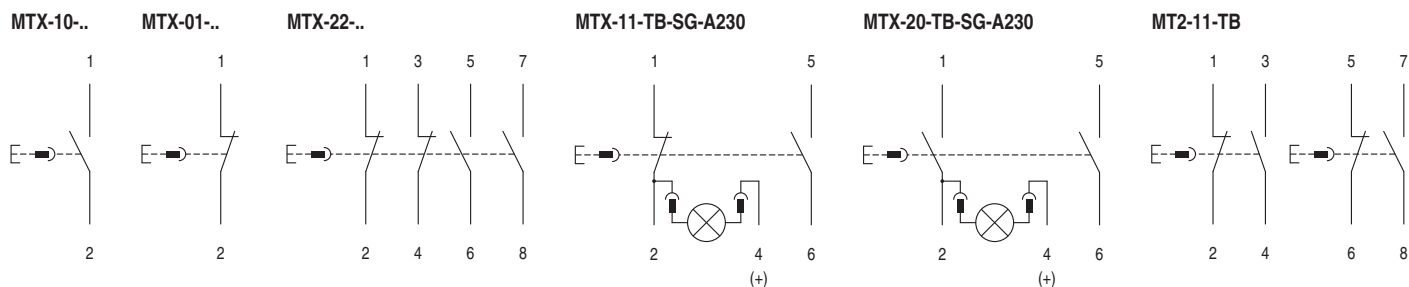 MTX-10-.. MTX-01-.. MTX-22-.. MTX-11-TB-SG-A230 MTX-20-TB-SG-A230 MT2-11-TB
1 1 1 3 5 7 1 5 1 5 1 3 5 7
2 2 2 4 6 8 2 4 6 2 4 6 2 4 6 8
(+) (+)